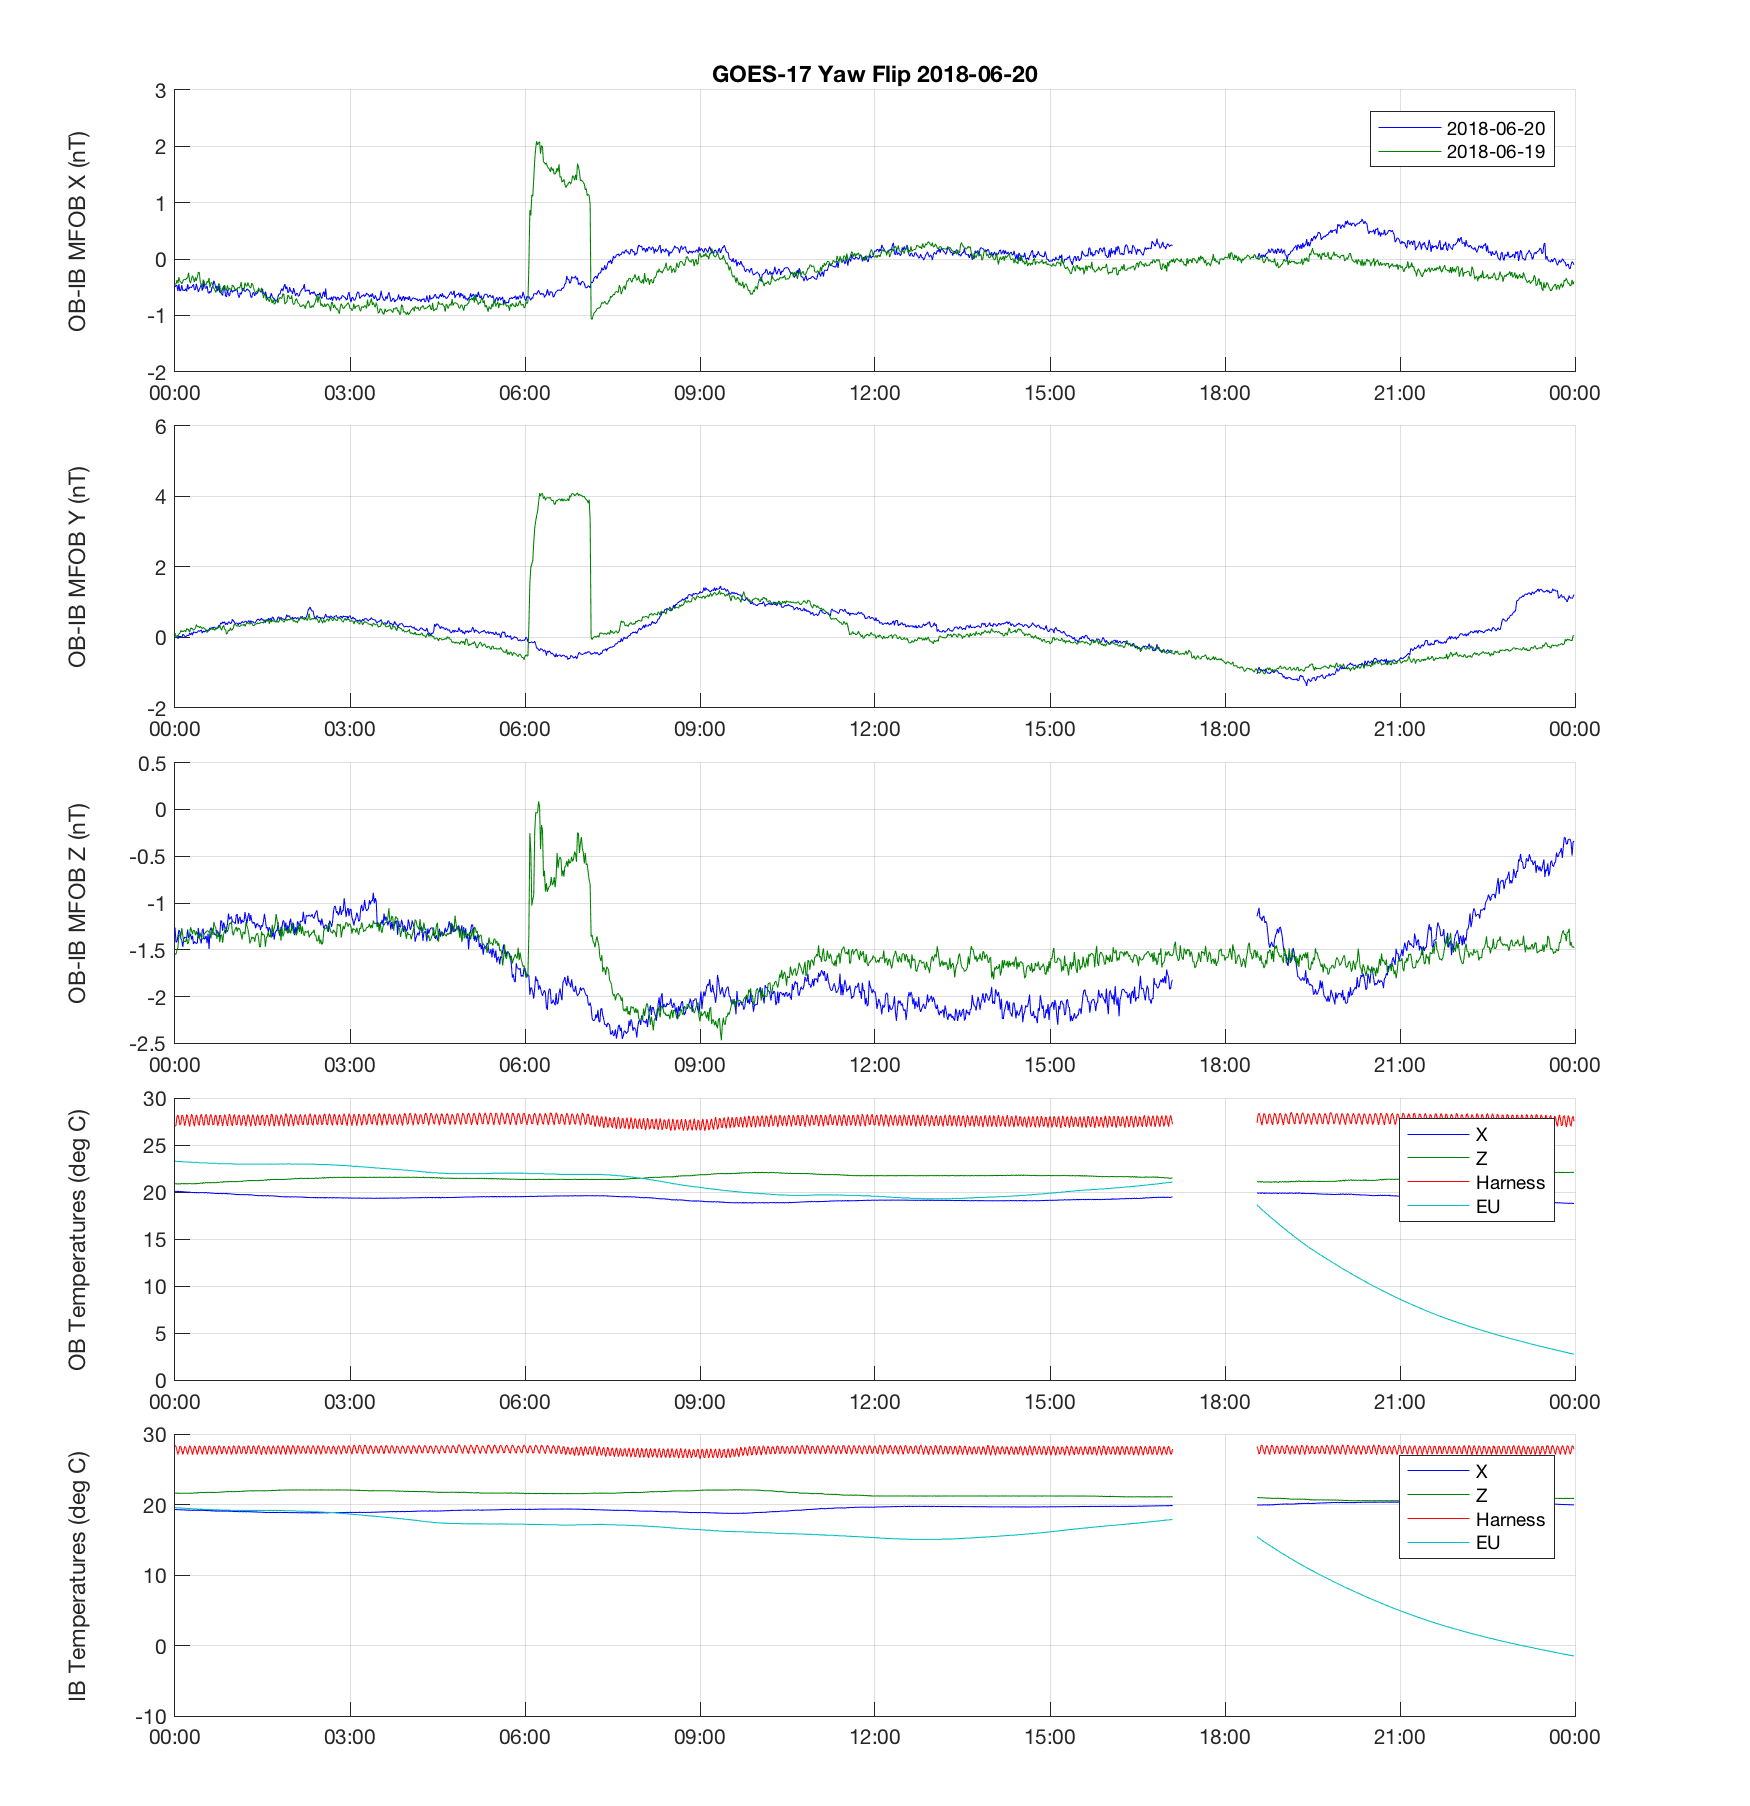 GOES-17 Yaw Flip 2018-06-20
OB-IB MFOB X (nT)
3
2
1
0
-1
-2
2018-06-20
2018-06-19
00:00 03:00 06:00 09:00 12:00 15:00 18:00 21:00 00:00
OB-IB MFOB Y (nT)
6
4
2
0
-2
00:00 03:00 06:00 09:00 12:00 15:00 18:00 21:00 00:00
OB-IB MFOB Z (nT)
0.5
0
-0.5
-1
-1.5
-2
-2.5
00:00 03:00 06:00 09:00 12:00 15:00 18:00 21:00 00:00
OB Temperatures (deg C)
30
25
20
15
10
5
0
X
Z
Harness
EU
00:00 03:00 06:00 09:00 12:00 15:00 18:00 21:00 00:00
IB Temperatures (deg C)
30
20
10
0
-10
X
Z
Harness
EU
00:00 03:00 06:00 09:00 12:00 15:00 18:00 21:00 00:00